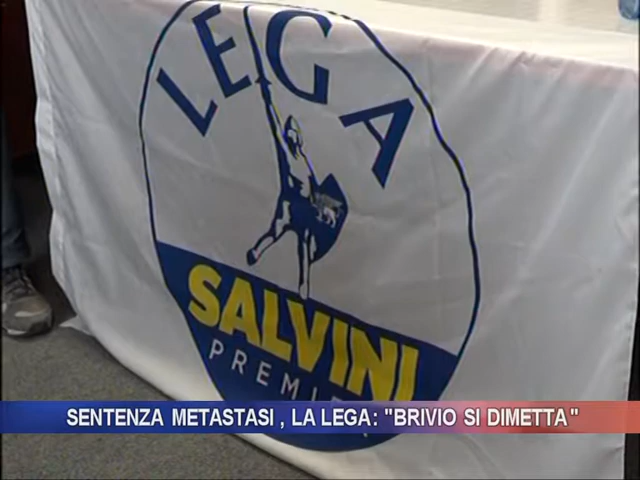 LEGA
SALVINI
PREMIER
SENTENZA METASTASI , LA LEGA: "BRIVIO SI DIMETTA"